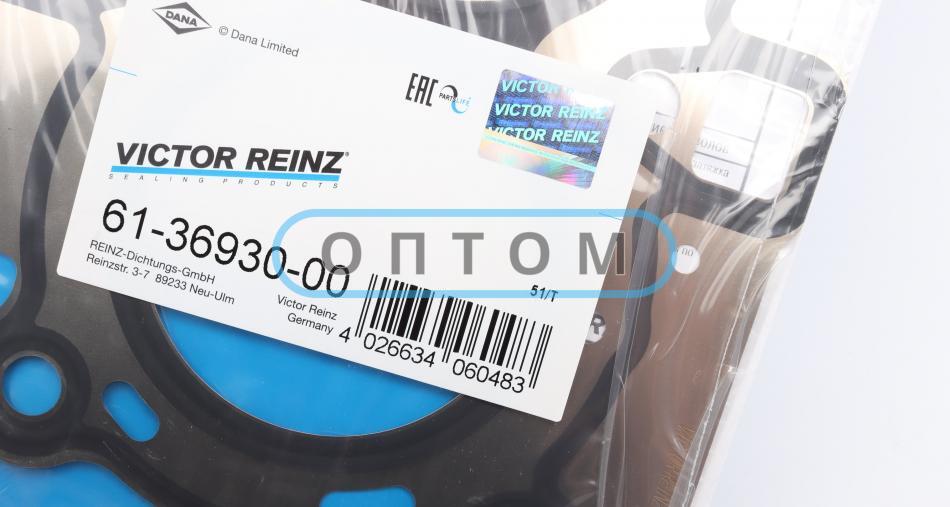 DANA
© Dana Limited
EAC
PARTSLIFE
VICTOR REINZ
VICTOR REINZ
VICTOR REINZ
VICTOR REINZ®
SEALING PRODUCTS
61-36930-00
REINZ-Dichtungs-GmbH
Reinzstr. 3-7 89233 Neu-Ulm
Victor Reinz
Germany
51/T
4 026634 060483
ОПТОМ